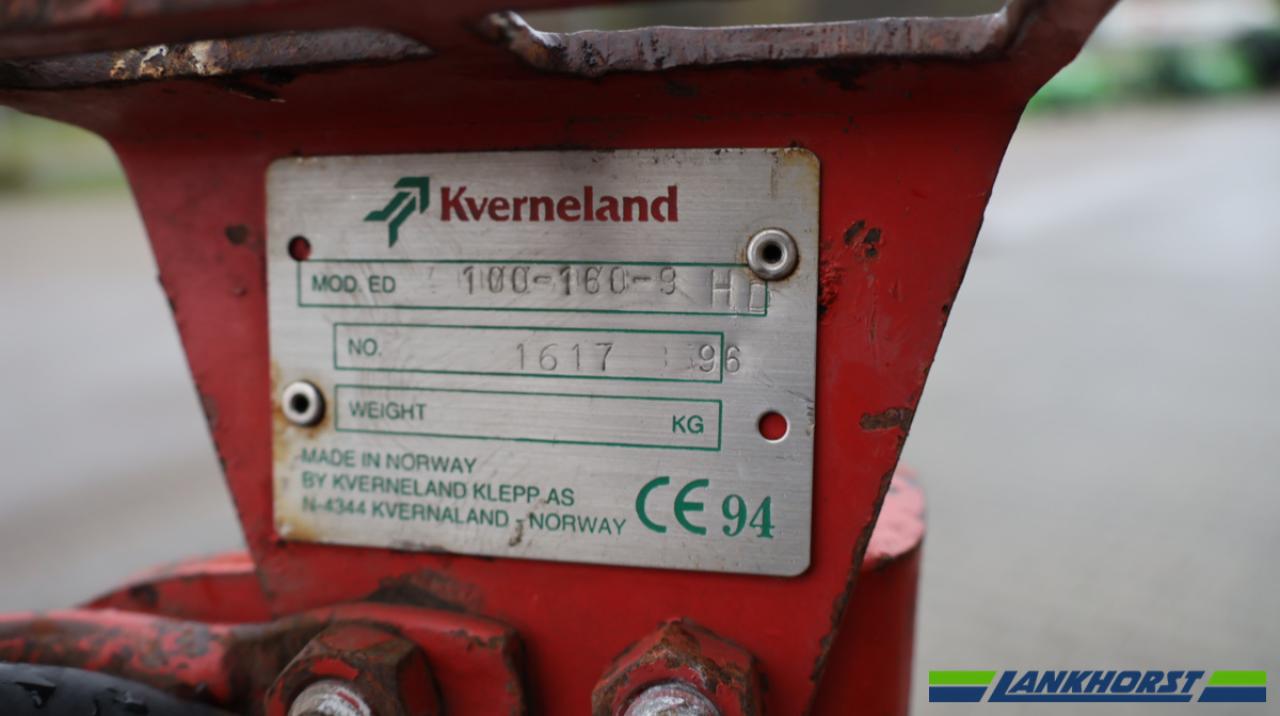 Kverneland
MOD. ED 100-160-9 HD
NO. 1617 96
WEIGHT KG
MADE IN NORWAY
BY KVERNELAND KLEPP AS
N-4344 KVERNALAND - NORWAY
CE 94
LANKHORST